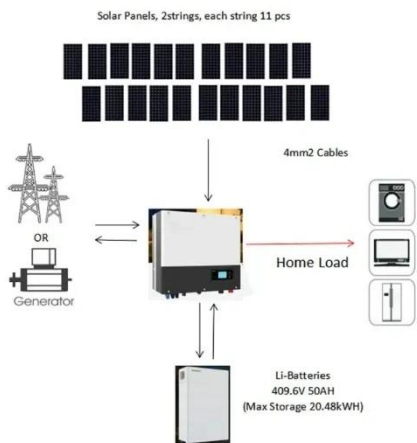 Solar Panels, 2strings, each string 11 pcs
4mm2 Cables
OR
Generator
Home Load
Li-Batteries
409.6V 50AH
(Max Storage 20.48kWH)